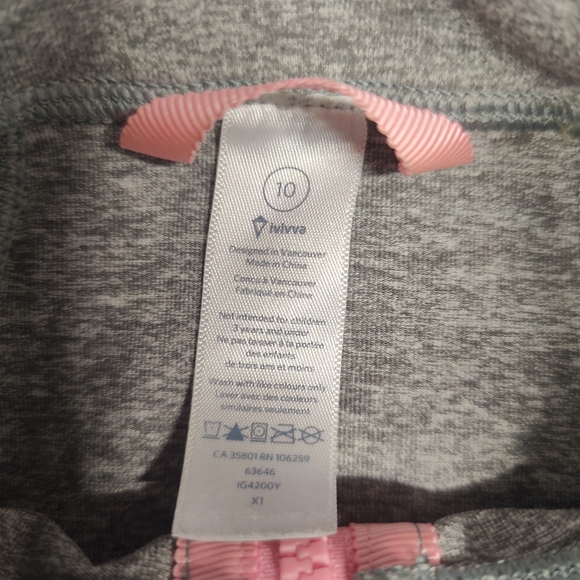 10
ivivva
Designed in Vancouver
Made in China
Conçu à Vancouver
Fabriqué en Chine
Not intended for children
3 years and under
Ne pas laisser à la portée
des enfants
de trois ans et moins
Wash with like colours only
Laver avec des couleurs
similaires seulement
CA 35801 RN 106259
63646
IG4200Y
X1